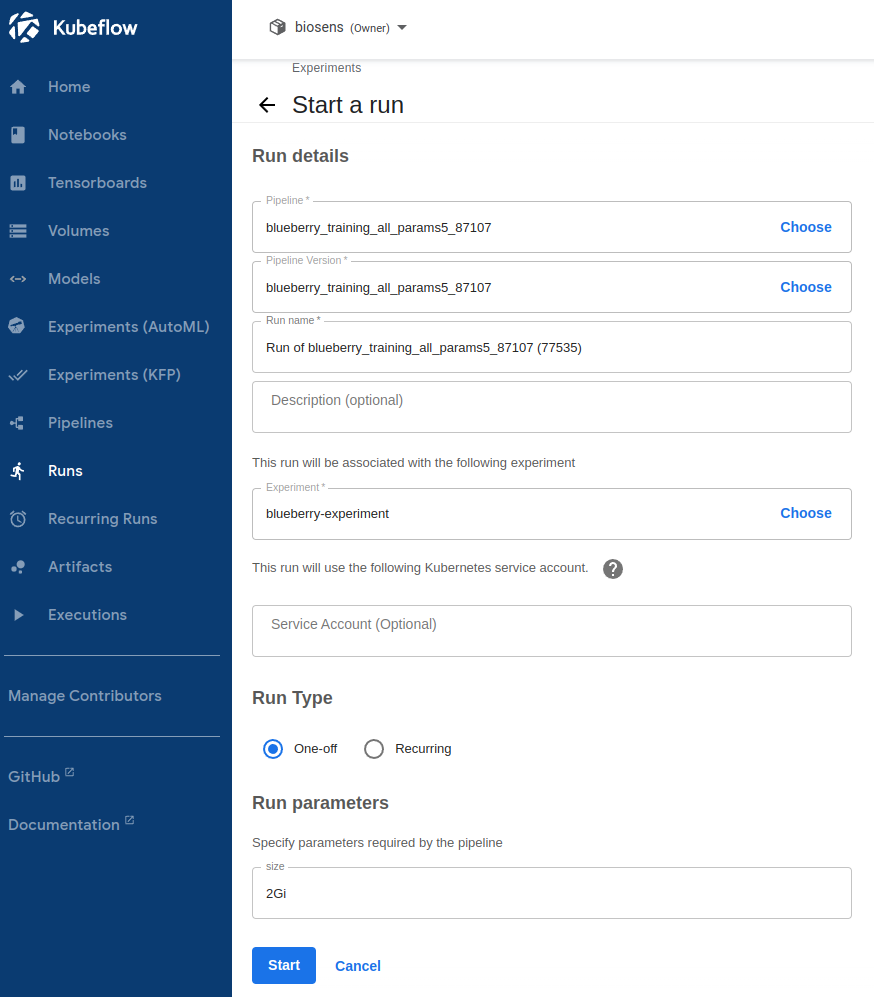 Kubeflow
Home
Notebooks
Tensorboards
Volumes
Models
Experiments (AutoML)
Experiments (KFP)
Pipelines
Runs
Recurring Runs
Artifacts
Executions
Manage Contributors
GitHub
Documentation
biosens (Owner)
Experiments
Start a run
Run details
Pipeline *
blueberry_training_all_params5_87107 Choose
Pipeline Version *
blueberry_training_all_params5_87107 Choose
Run name *
Run of blueberry_training_all_params5_87107 (77535)
Description (optional)
This run will be associated with the following experiment
Experiment *
blueberry-experiment Choose
This run will use the following Kubernetes service account. ?
Service Account (Optional)
Run Type
One-off Recurring
Run parameters
Specify parameters required by the pipeline
size
2Gi
Start Cancel